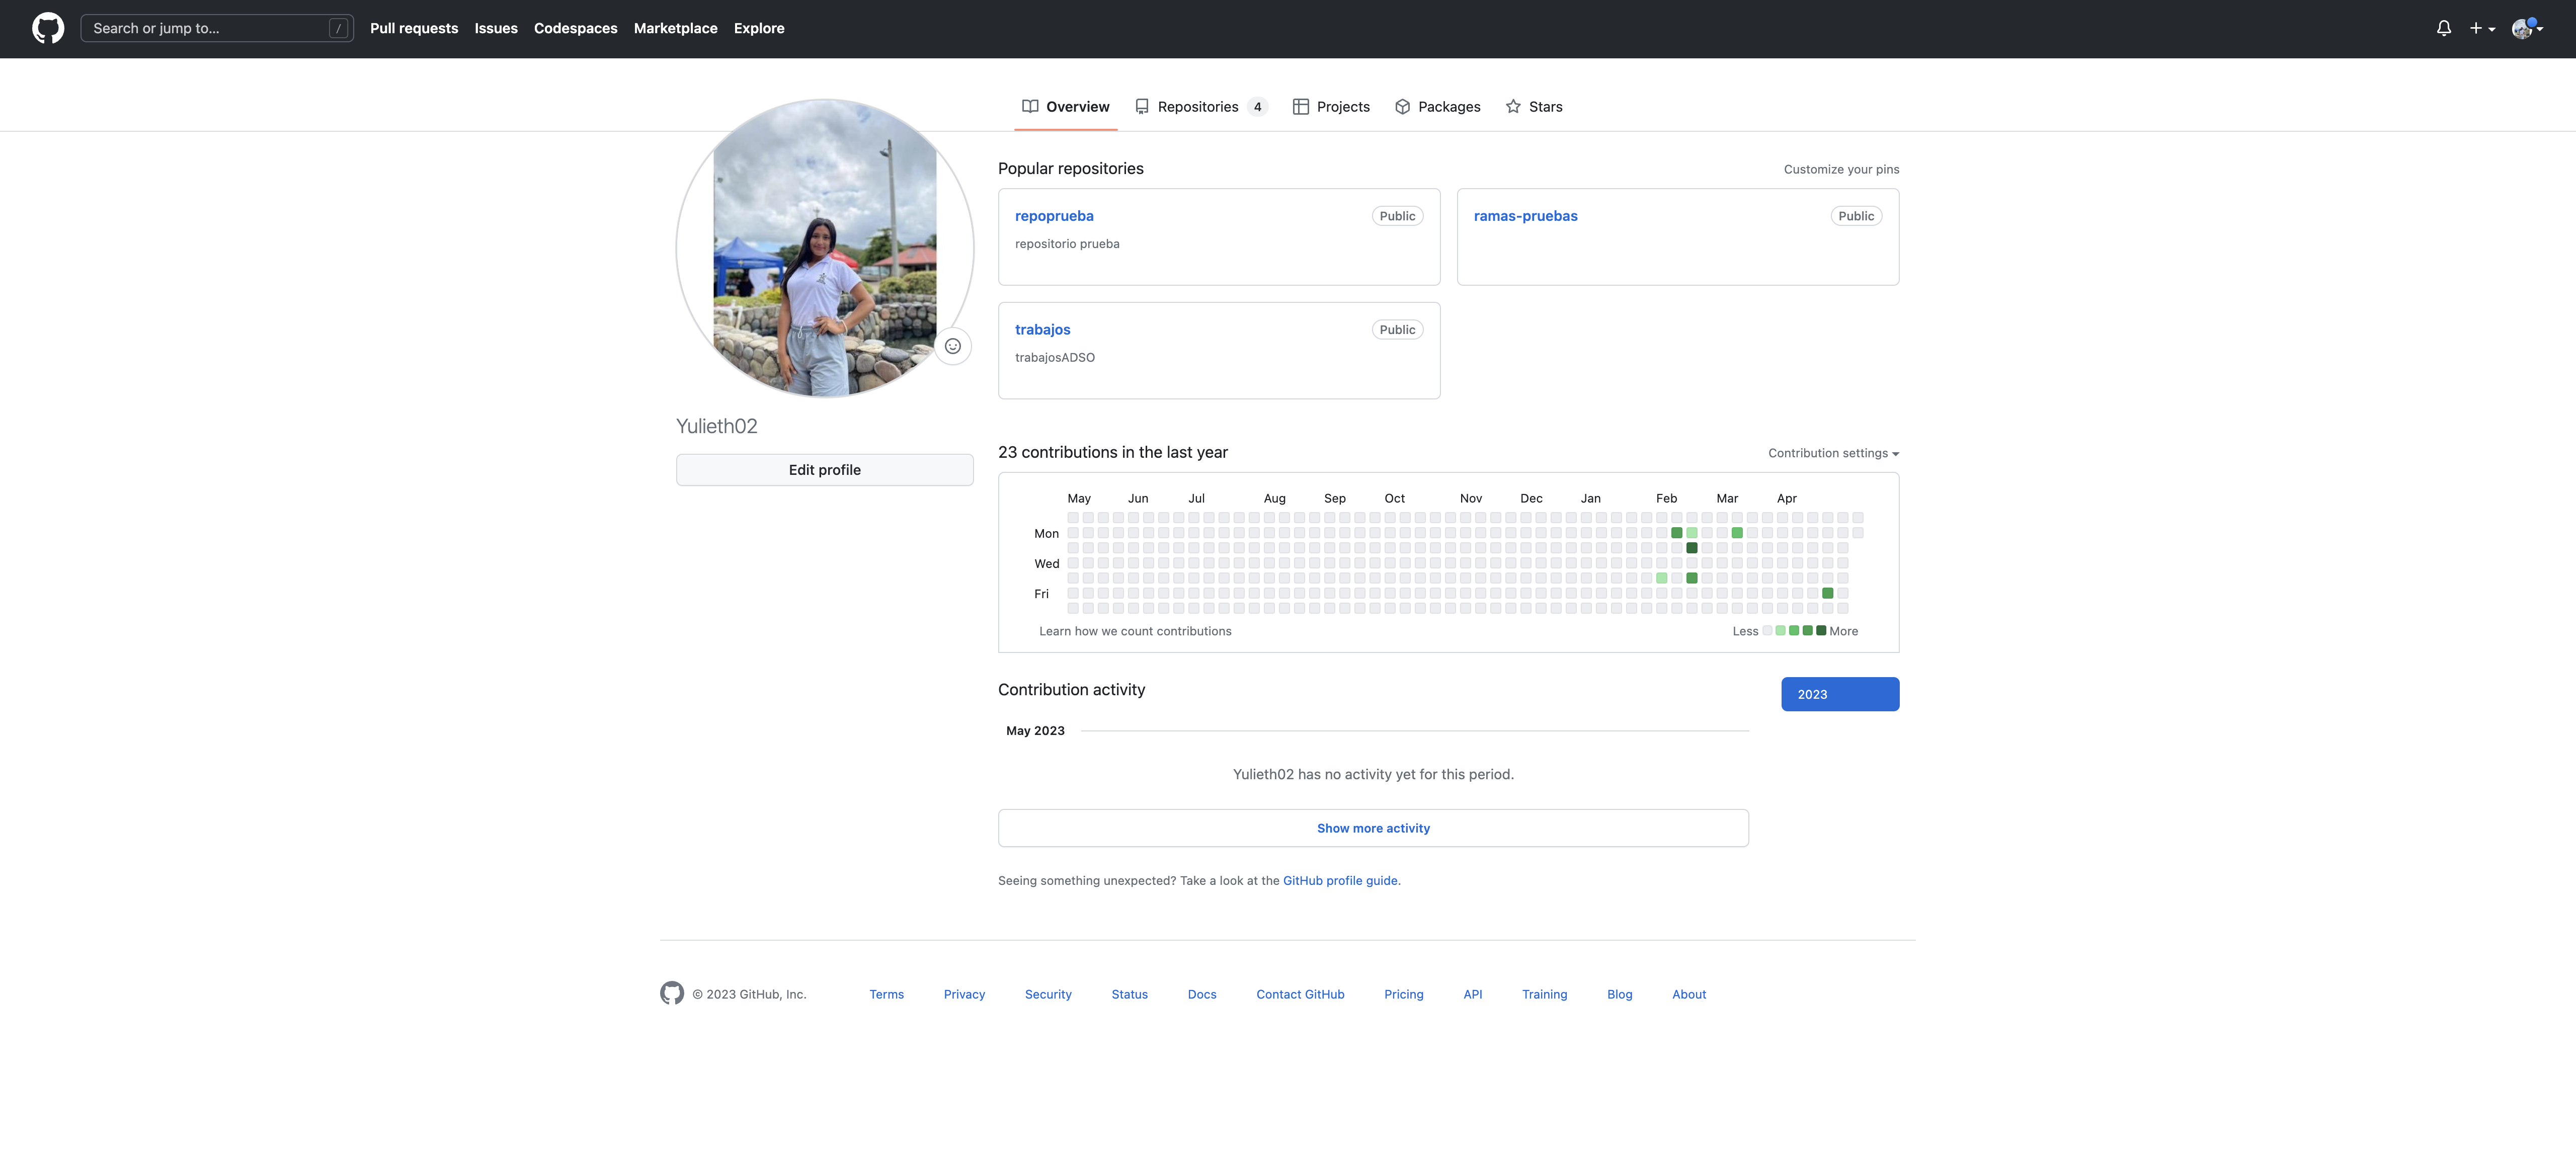 Search or jump to...
/
Pull requests
Issues
Codespaces
Marketplace
Explore
Overview
Repositories 4
Projects
Packages
Stars
Yulieth02
Edit profile
Popular repositories
Customize your pins
repoprueba
Public
repositorio prueba
ramas-pruebas
Public
trabajos
Public
trabajosADSO
23 contributions in the last year
Contribution settings
May Jun Jul Aug Sep Oct Nov Dec Jan Feb Mar Apr
Mon
Wed
Fri
Learn how we count contributions
Less More
Contribution activity
2023
May 2023
Yulieth02 has no activity yet for this period.
Show more activity
Seeing something unexpected? Take a look at the GitHub profile guide.
© 2023 GitHub, Inc.
Terms
Privacy
Security
Status
Docs
Contact GitHub
Pricing
API
Training
Blog
About